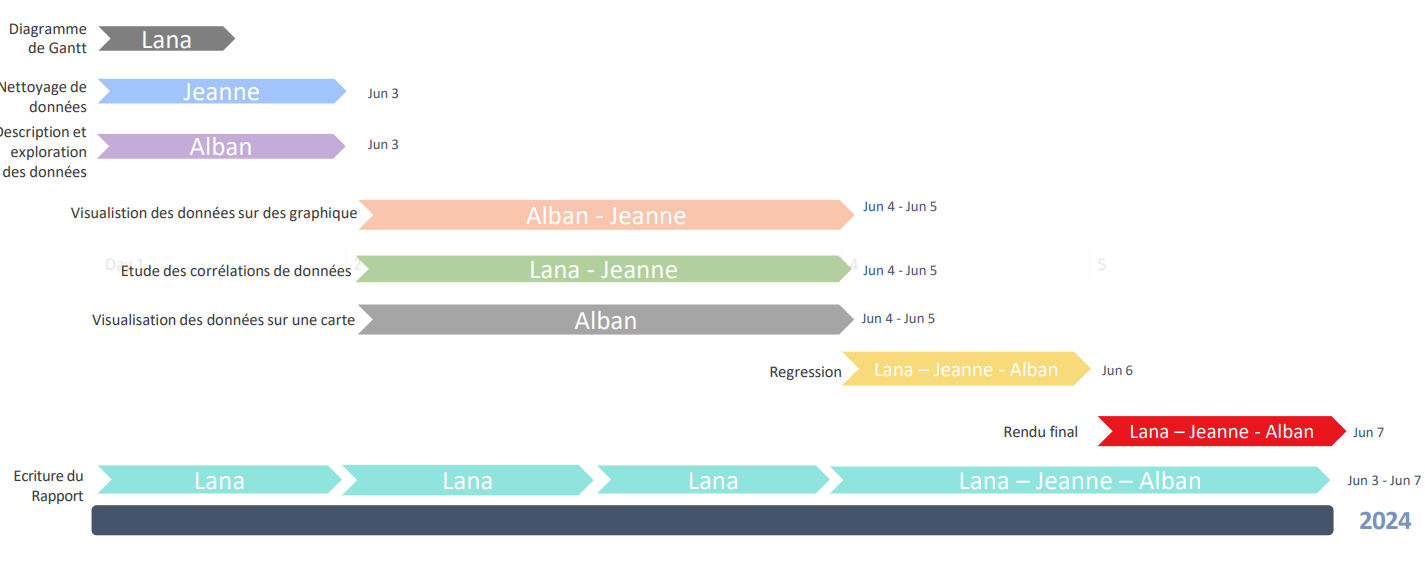 Diagramme
de Gantt
Lana
Nettoyage de
données
Jeanne
Jun 3
Description et
exploration
des données
Alban
Jun 3
Visualistion des données sur des graphique
Alban - Jeanne
Jun 4 - Jun 5
Day 1
2
4
5
Etude des corrélations de données
Lana - Jeanne
Jun 4 - Jun 5
Visualisation des données sur une carte
Alban
Jun 4 - Jun 5
Regression
Lana – Jeanne - Alban
Jun 6
Rendu final
Lana – Jeanne - Alban
Jun 7
Ecriture du
Rapport
Lana
Lana
Lana
Lana – Jeanne – Alban
Jun 3 - Jun 7
2024